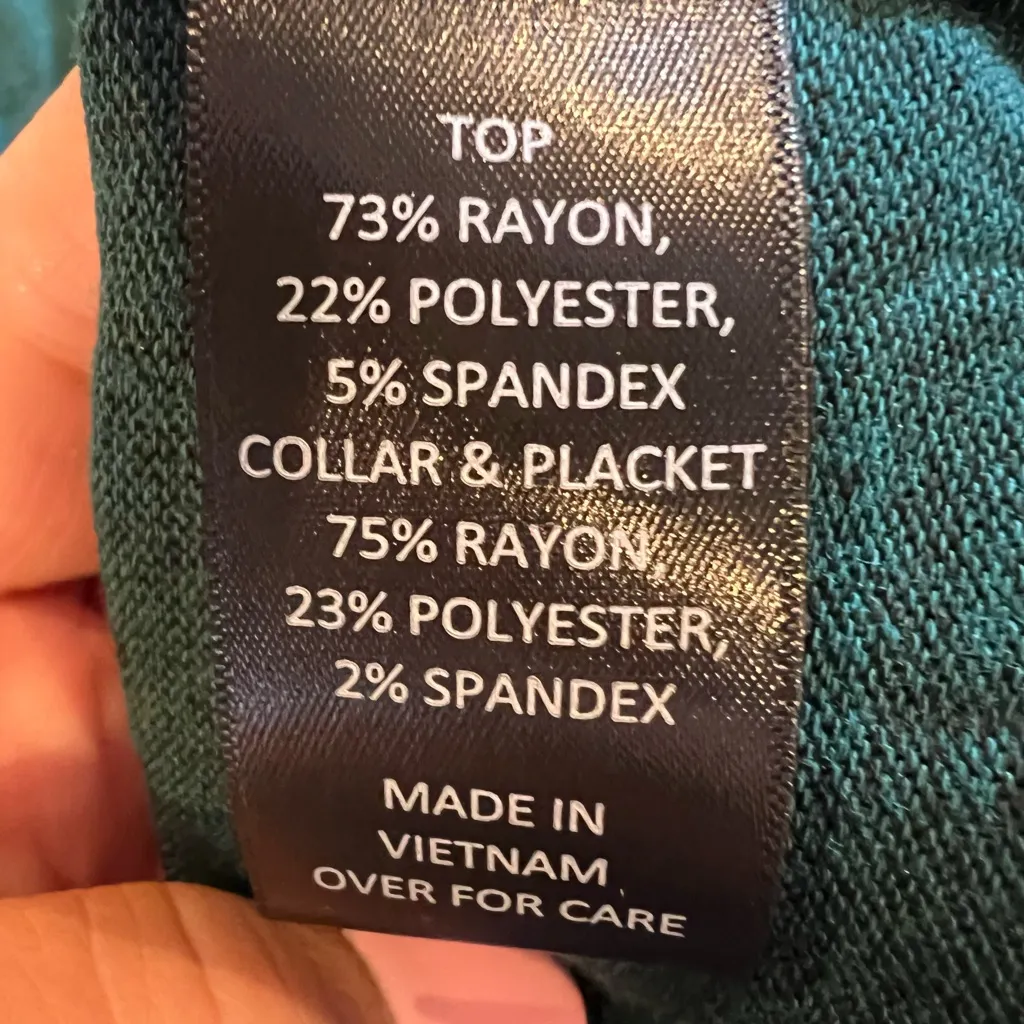 TOP
73% RAYON,
22% POLYESTER,
5% SPANDEX
COLLAR & PLACKET
75% RAYON,
23% POLYESTER,
2% SPANDEX
MADE IN
VIETNAM
OVER FOR CARE